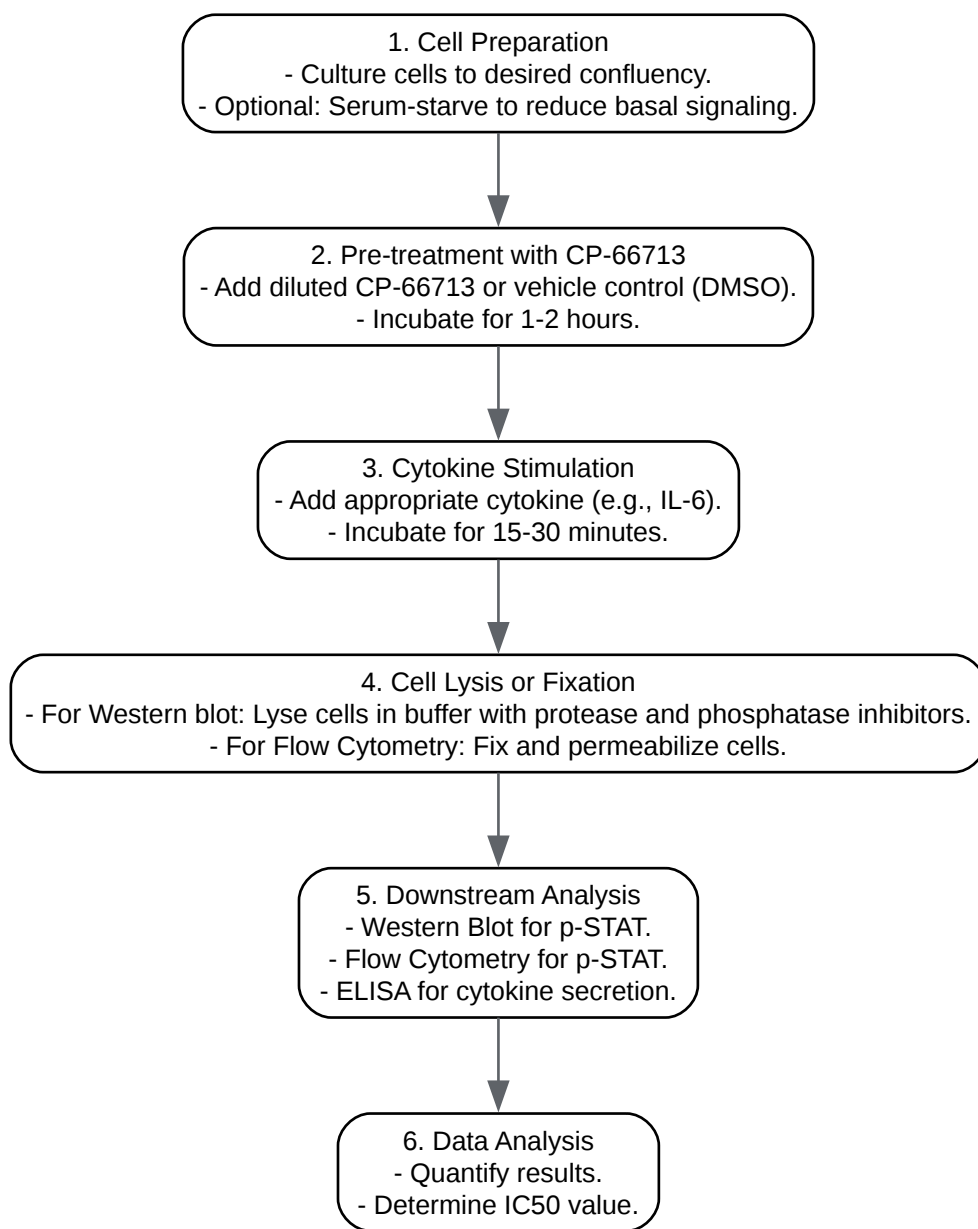 1. Cell Preparation
- Culture cells to desired confluency.
- Optional: Serum-starve to reduce basal signaling.
2. Pre-treatment with CP-66713
- Add diluted CP-66713 or vehicle control (DMSO).
- Incubate for 1-2 hours.
3. Cytokine Stimulation
- Add appropriate cytokine (e.g., IL-6).
- Incubate for 15-30 minutes.
4. Cell Lysis or Fixation
- For Western blot: Lyse cells in buffer with protease and phosphatase inhibitors.
- For Flow Cytometry: Fix and permeabilize cells.
5. Downstream Analysis
- Western Blot for p-STAT.
- Flow Cytometry for p-STAT.
- ELISA for cytokine secretion.
6. Data Analysis
- Quantify results.
- Determine IC50 value.